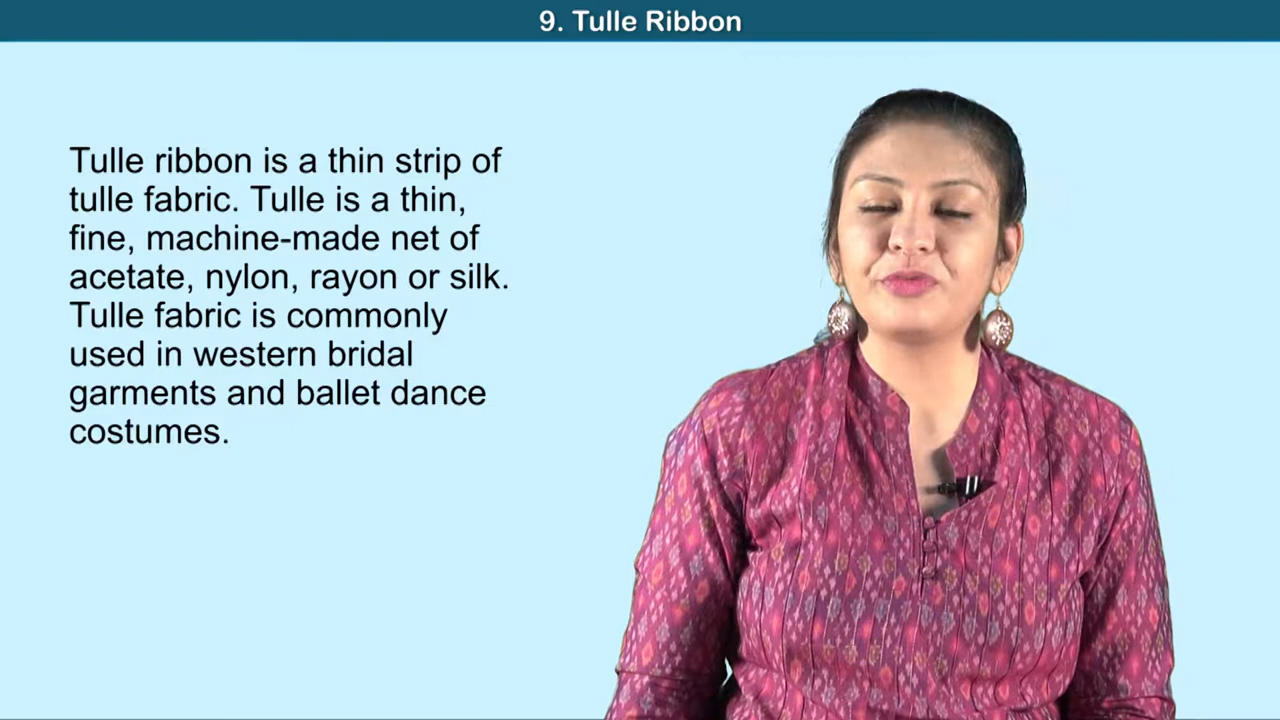 9. Tulle Ribbon
Tulle ribbon is a thin strip of
tulle fabric. Tulle is a thin,
fine, machine-made net of
acetate, nylon, rayon or silk.
Tulle fabric is commonly
used in western bridal
garments and ballet dance
costumes.